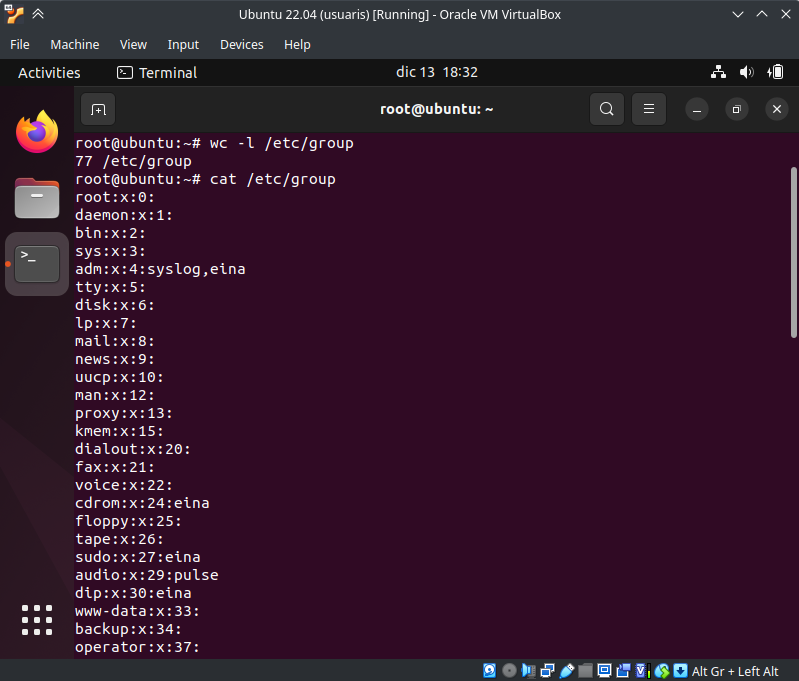 Ubuntu 22.04 (usuaris) [Running] - Oracle VM VirtualBox
File Machine View Input Devices Help
Activities Terminal dic 13 18:32
root@ubuntu: ~
root@ubuntu:~# wc -l /etc/group
77 /etc/group
root@ubuntu:~# cat /etc/group
root:x:0:
daemon:x:1:
bin:x:2:
sys:x:3:
adm:x:4:syslog,eina
tty:x:5:
disk:x:6:
lp:x:7:
mail:x:8:
news:x:9:
uucp:x:10:
man:x:12:
proxy:x:13:
kmem:x:15:
dialout:x:20:
fax:x:21:
voice:x:22:
cdrom:x:24:eina
floppy:x:25:
tape:x:26:
sudo:x:27:eina
audio:x:29:pulse
dip:x:30:eina
www-data:x:33:
backup:x:34:
operator:x:37:
Alt Gr + Left Alt